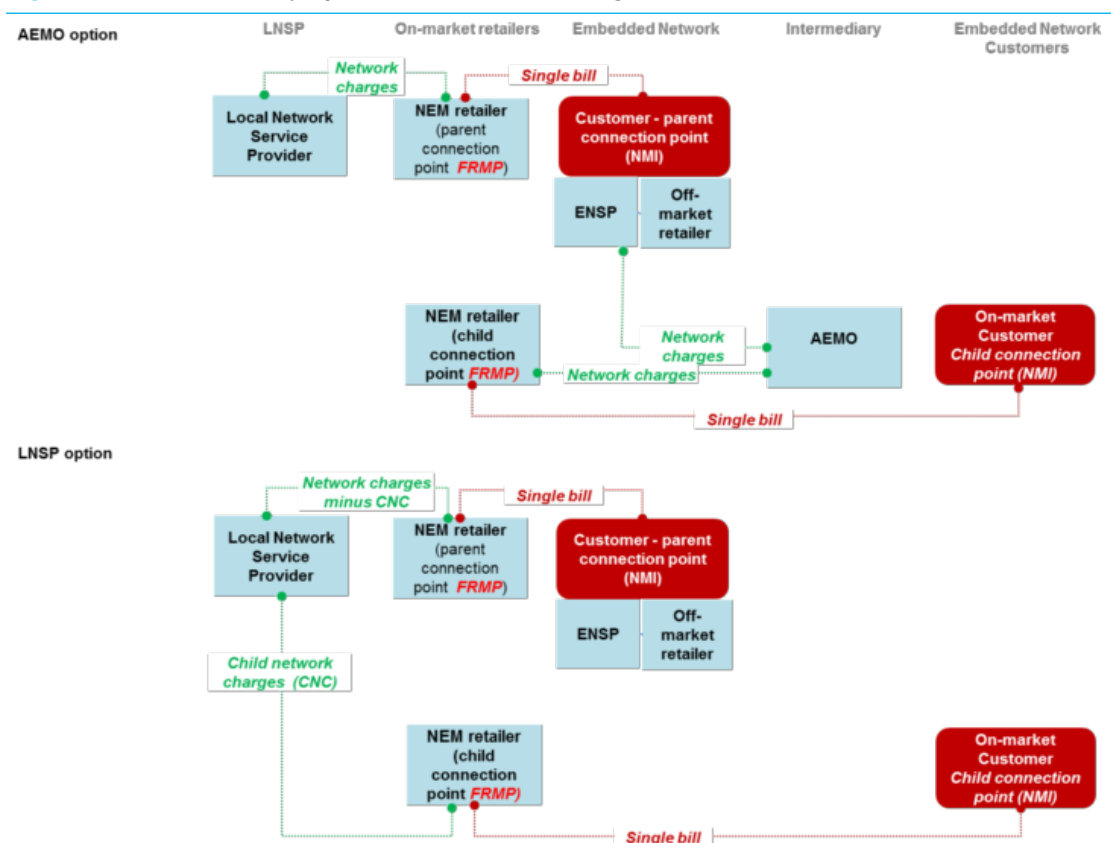 AEMO option
LNSP
On-market retailers
Embedded Network
Intermediary
Embedded Network
Customers
Network
charges
Single bill
Local Network
Service
Provider
NEM retailer
(parent
connection
point FRMP)
Customer - parent
connection point
(NMI)
ENSP
Off-
market
retailer
NEM retailer
(child
connection
point FRMP)
Network
charges
Network charges
AEMO
On-market
Customer
Child connection
point (NMI)
Single bill
LNSP option
Network charges
minus CNC
Single bill
Local Network
Service
Provider
NEM retailer
(parent
connection
point FRMP)
Customer - parent
connection point
(NMI)
ENSP
Off-
market
retailer
Child network
charges (CNC)
NEM retailer
(child
connection
point FRMP)
On-market
Customer
Child connection
point (NMI)
Single bill